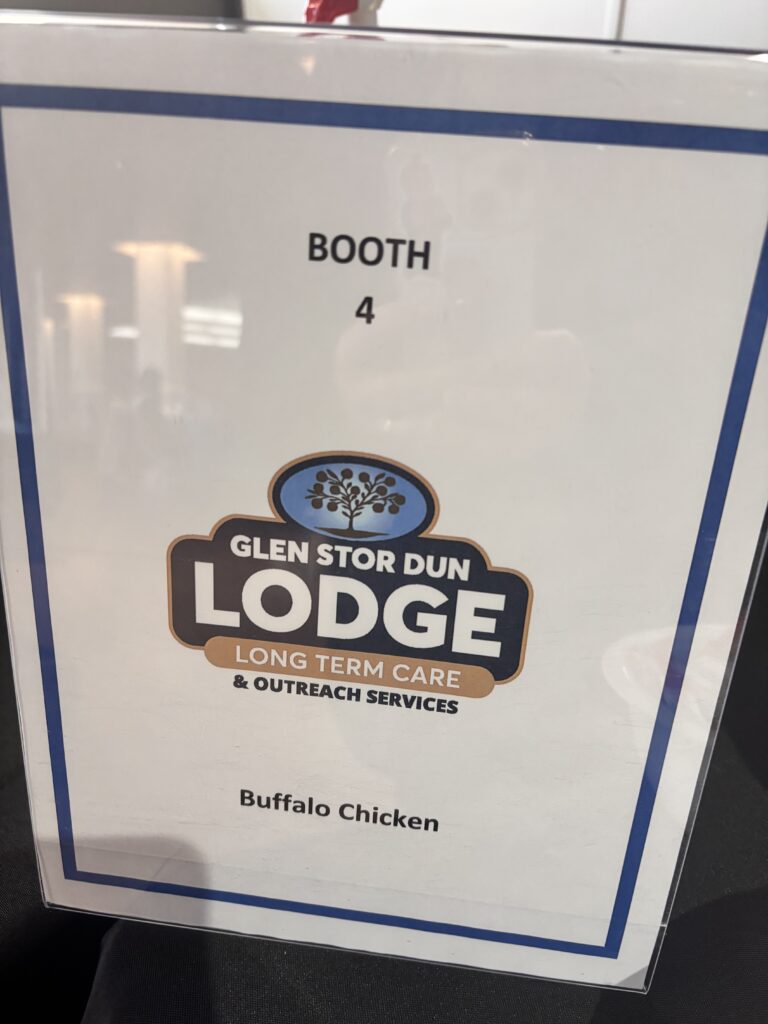 BOOTH
4
GLEN STOR DUN
LODGE
LONG TERM CARE
& OUTREACH SERVICES
Buffalo Chicken